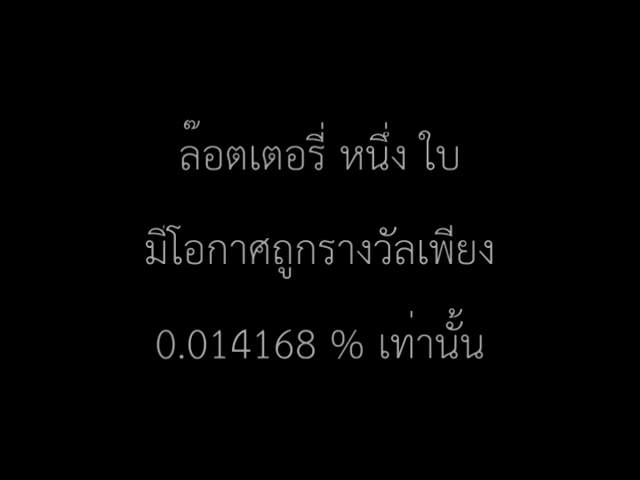 ล๊อตเตอรี่ หนึ่ง ใบ
มีโอกาศถูกรางวัลเพียง
0.014168 % เท่านั้น